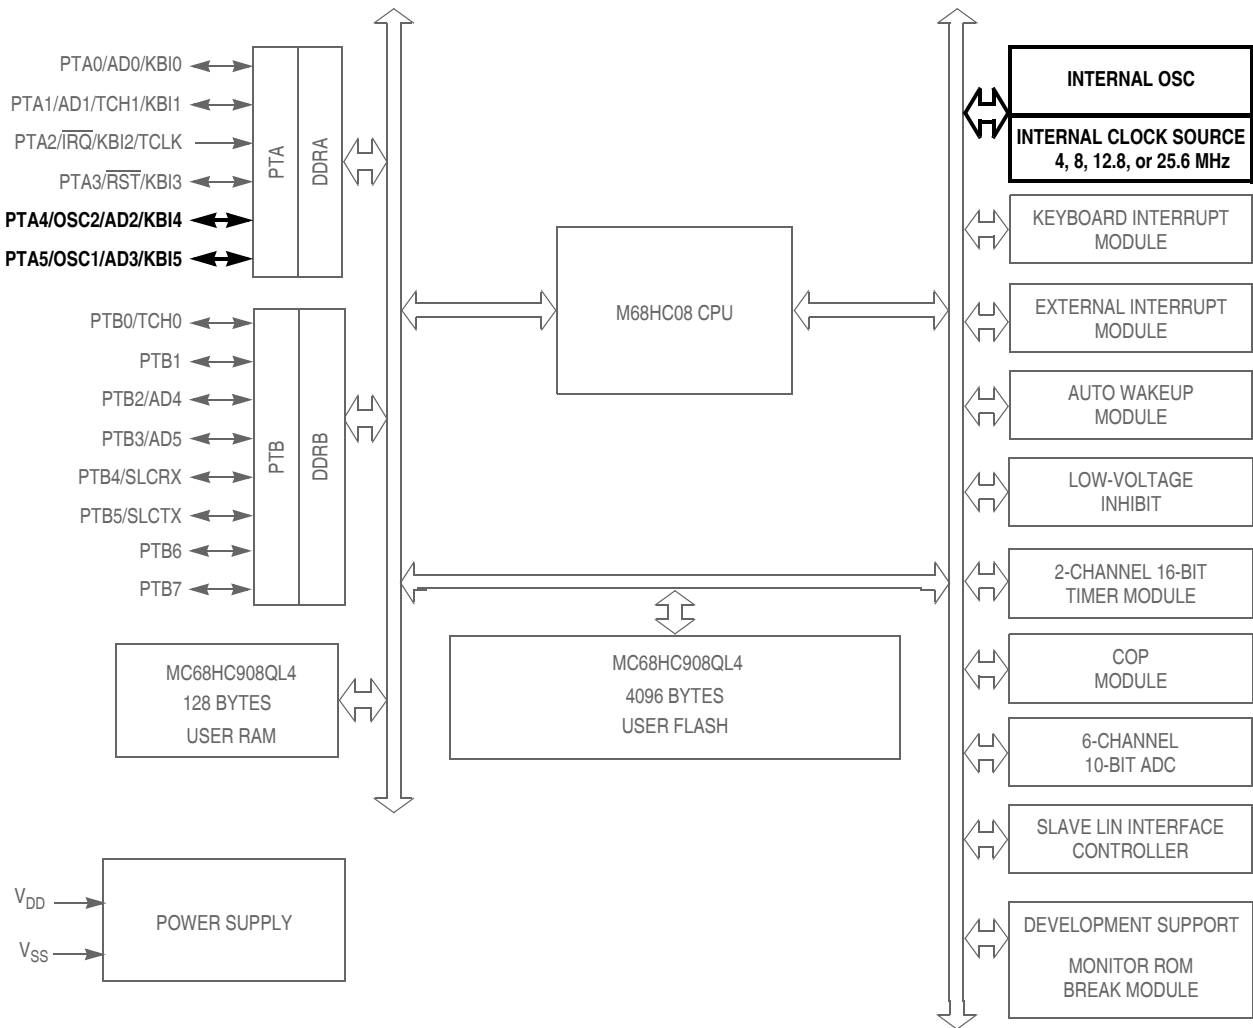 PTA0/AD0/KBI0
PTA1/AD1/TCH1/KBI1
PTA2/IRQ/KBI2/TCLK
PTA3/RST/KBI3
PTA4/OSC2/AD2/KBI4
PTA5/OSC1/AD3/KBI5
PTA
DDRA
PTB0/TCH0
PTB1
PTB2/AD4
PTB3/AD5
PTB4/SLCRX
PTB5/SLCTX
PTB6
PTB7
PTB
DDRB
MC68HC908QL4
128 BYTES
USER RAM
V_DD
V_SS
POWER SUPPLY
M68HC08 CPU
MC68HC908QL4
4096 BYTES
USER FLASH
INTERNAL OSC
INTERNAL CLOCK SOURCE
4, 8, 12.8, or 25.6 MHz
KEYBOARD INTERRUPT
MODULE
EXTERNAL INTERRUPT
MODULE
AUTO WAKEUP
MODULE
LOW-VOLTAGE
INHIBIT
2-CHANNEL 16-BIT
TIMER MODULE
COP
MODULE
6-CHANNEL
10-BIT ADC
SLAVE LIN INTERFACE
CONTROLLER
DEVELOPMENT SUPPORT
MONITOR ROM
BREAK MODULE